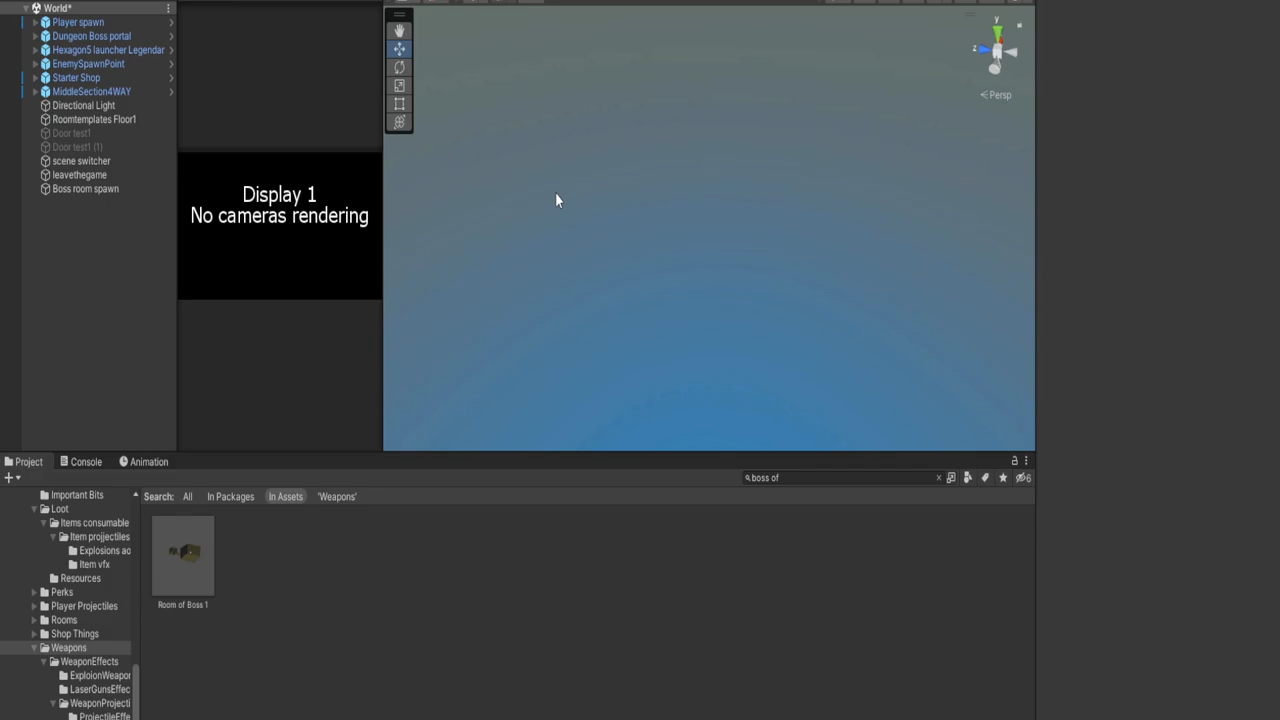 World*
Player spawn
Dungeon Boss portal
Hexagon5 launcher Legendar
EnemySpawnPoint
Starter Shop
MiddleSection4WAY
Directional Light
Roomtemplates Floor1
Door test1
Door test1 (1)
scene switcher
leavethegame
Boss room spawn
Display 1
No cameras rendering
y
z
Persp
Project
Console
Animation
boss of
6
Important Bits
Loot
Items consumable
Item projjectiles
Explosions ao
Item vfx
Resources
Perks
Player Projectiles
Rooms
Shop Things
Weapons
WeaponEffects
ExploionWeapor
LaserGunsEffec
WeaponProjecti
ProjectileEffe
Search: All In Packages In Assets 'Weapons'
Room of Boss 1